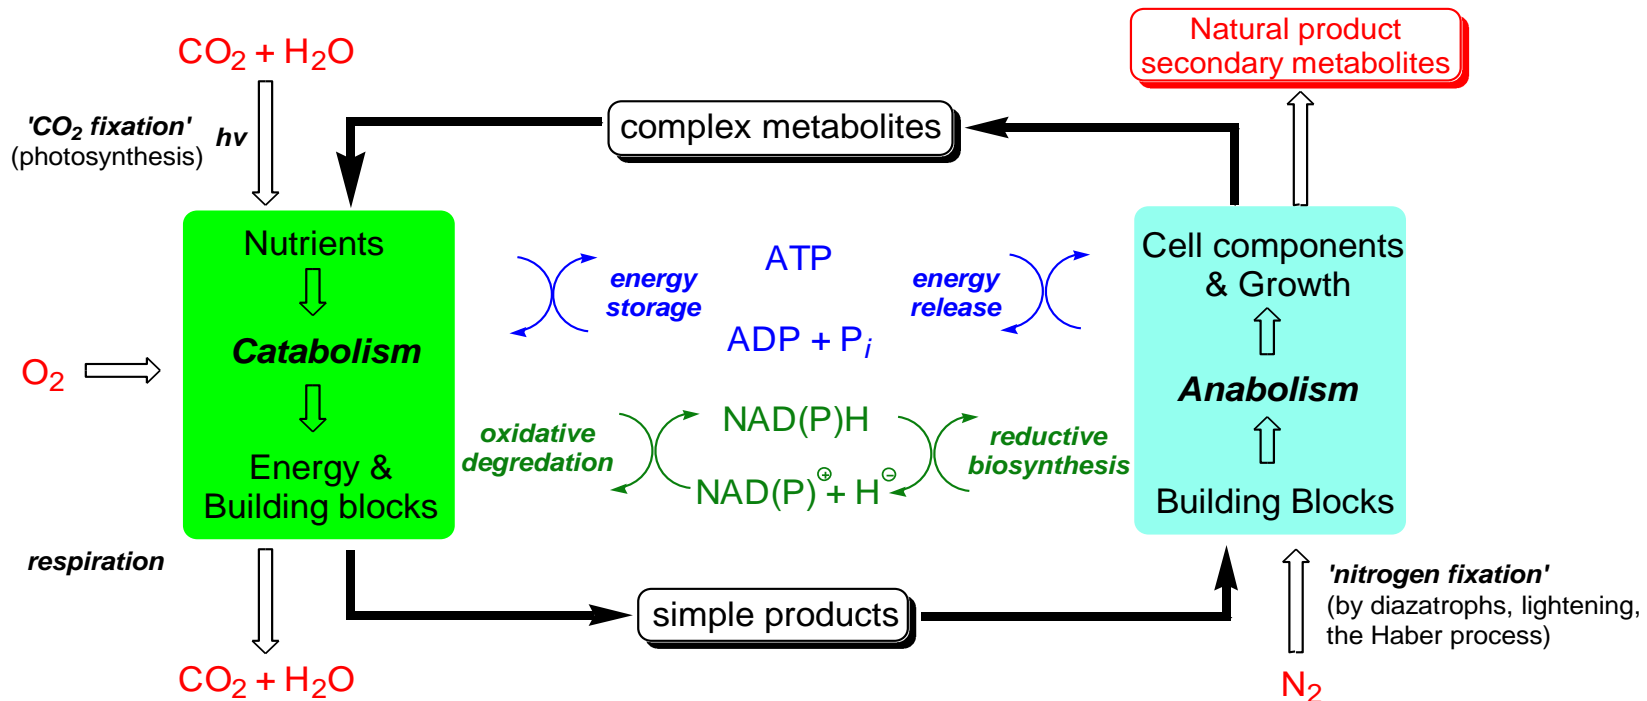 CO₂ + H₂O
Natural product
secondary metabolites
'CO₂ fixation'
(photosynthesis)
hv
complex metabolites
Nutrients
Catabolism
Energy &
Building blocks
O₂
energy
storage
ATP
ADP + Pᵢ
energy
release
oxidative
degredation
NAD(P)H
NAD(P)⊕ + H⊖
reductive
biosynthesis
Cell components
& Growth
Anabolism
Building Blocks
respiration
simple products
'nitrogen fixation'
(by diazatrophs, lightening,
the Haber process)
CO₂ + H₂O
N₂